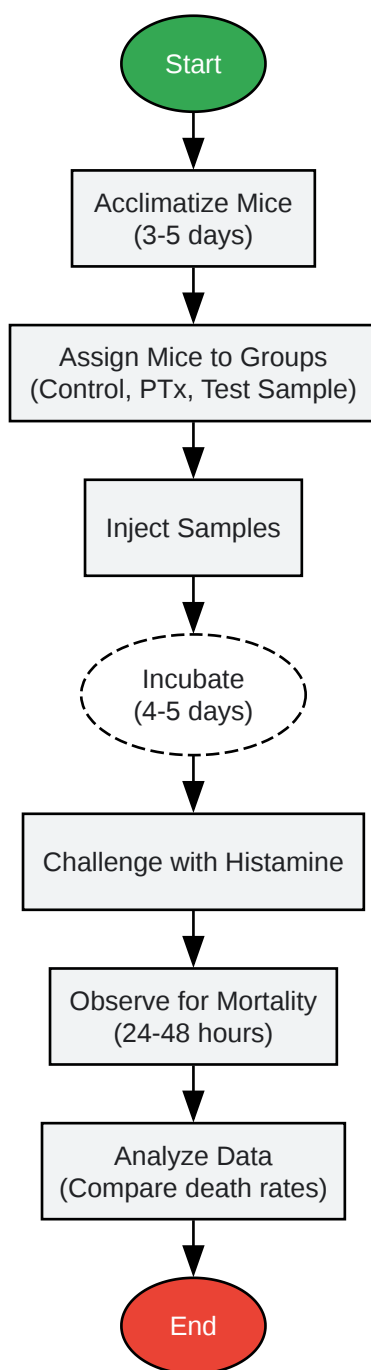 Start
Acclimatize Mice
(3-5 days)
Assign Mice to Groups
(Control, PTx, Test Sample)
Inject Samples
Incubate
(4-5 days)
Challenge with Histamine
Observe for Mortality
(24-48 hours)
Analyze Data
(Compare death rates)
End